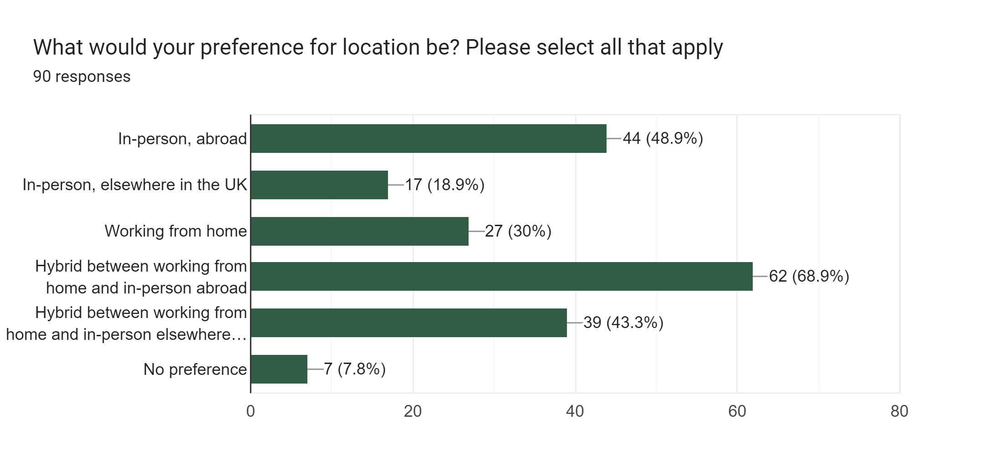 What would your preference for location be? Please select all that apply
90 responses
In-person, abroad
44 (48.9%)
In-person, elsewhere in the UK
17 (18.9%)
Working from home
27 (30%)
Hybrid between working from
home and in-person abroad
62 (68.9%)
Hybrid between working from
home and in-person elsewhere…
39 (43.3%)
No preference
7 (7.8%)
0 20 40 60 80